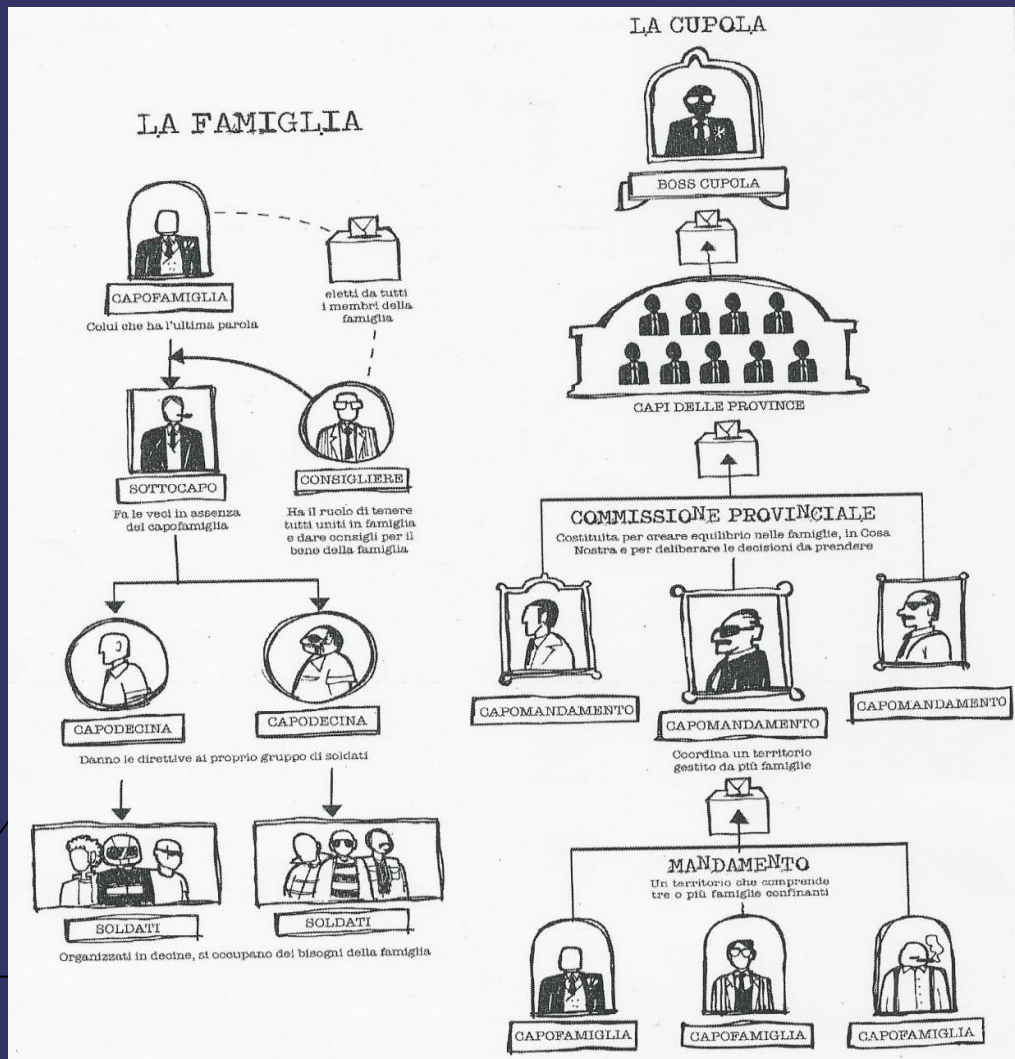 LA FAMIGLIA
CAPOFAMIGLIA
Colui che ha l'ultima parola
eletti da tutti
i membri della
famiglia
SOTTOCAPO
Fa le veci in assenza
del capofamiglia
CONSIGLIERE
Ha il ruolo di tenere
tutti uniti in famiglia
e dare consigli per il
bene della famiglia
CAPODECINA
CAPODECINA
Danno le direttive al proprio gruppo di soldati
SOLDATI
SOLDATI
Organizzati in decine, si occupano dei bisogni della famiglia
LA CUPOLA
BOSS CUPOLA
CAPI DELLE PROVINCE
COMMISSIONE PROVINCIALE
Costituita per creare equilibrio nelle famiglie, in Cosa
Nostra e per deliberare le decisioni da prendere
CAPOMANDAMENTO
CAPOMANDAMENTO
CAPOMANDAMENTO
Coordina un territorio
gestito da più famiglie
MANDAMENTO
Un territorio che comprende
tre o più famiglie confinanti
CAPOFAMIGLIA
CAPOFAMIGLIA
CAPOFAMIGLIA